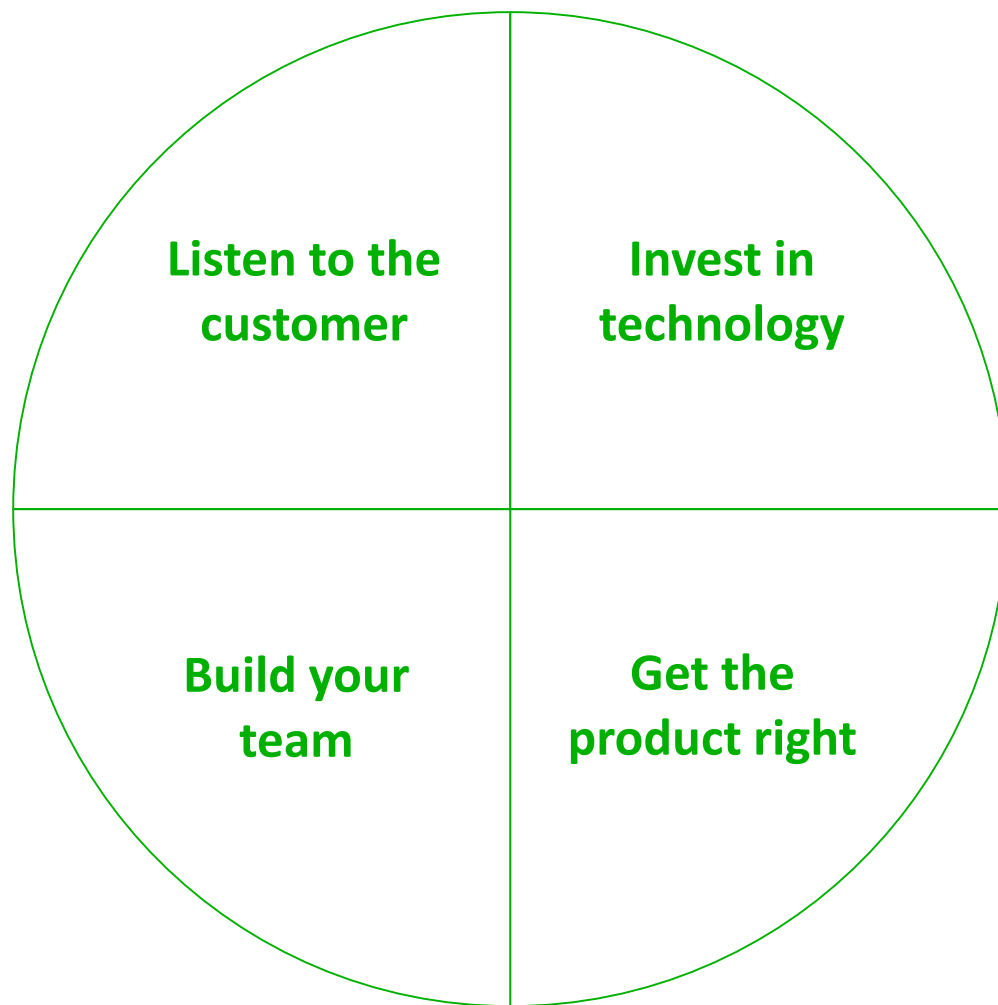 Listen to the
customer
Invest in
technology
Build your
team
Get the
product right